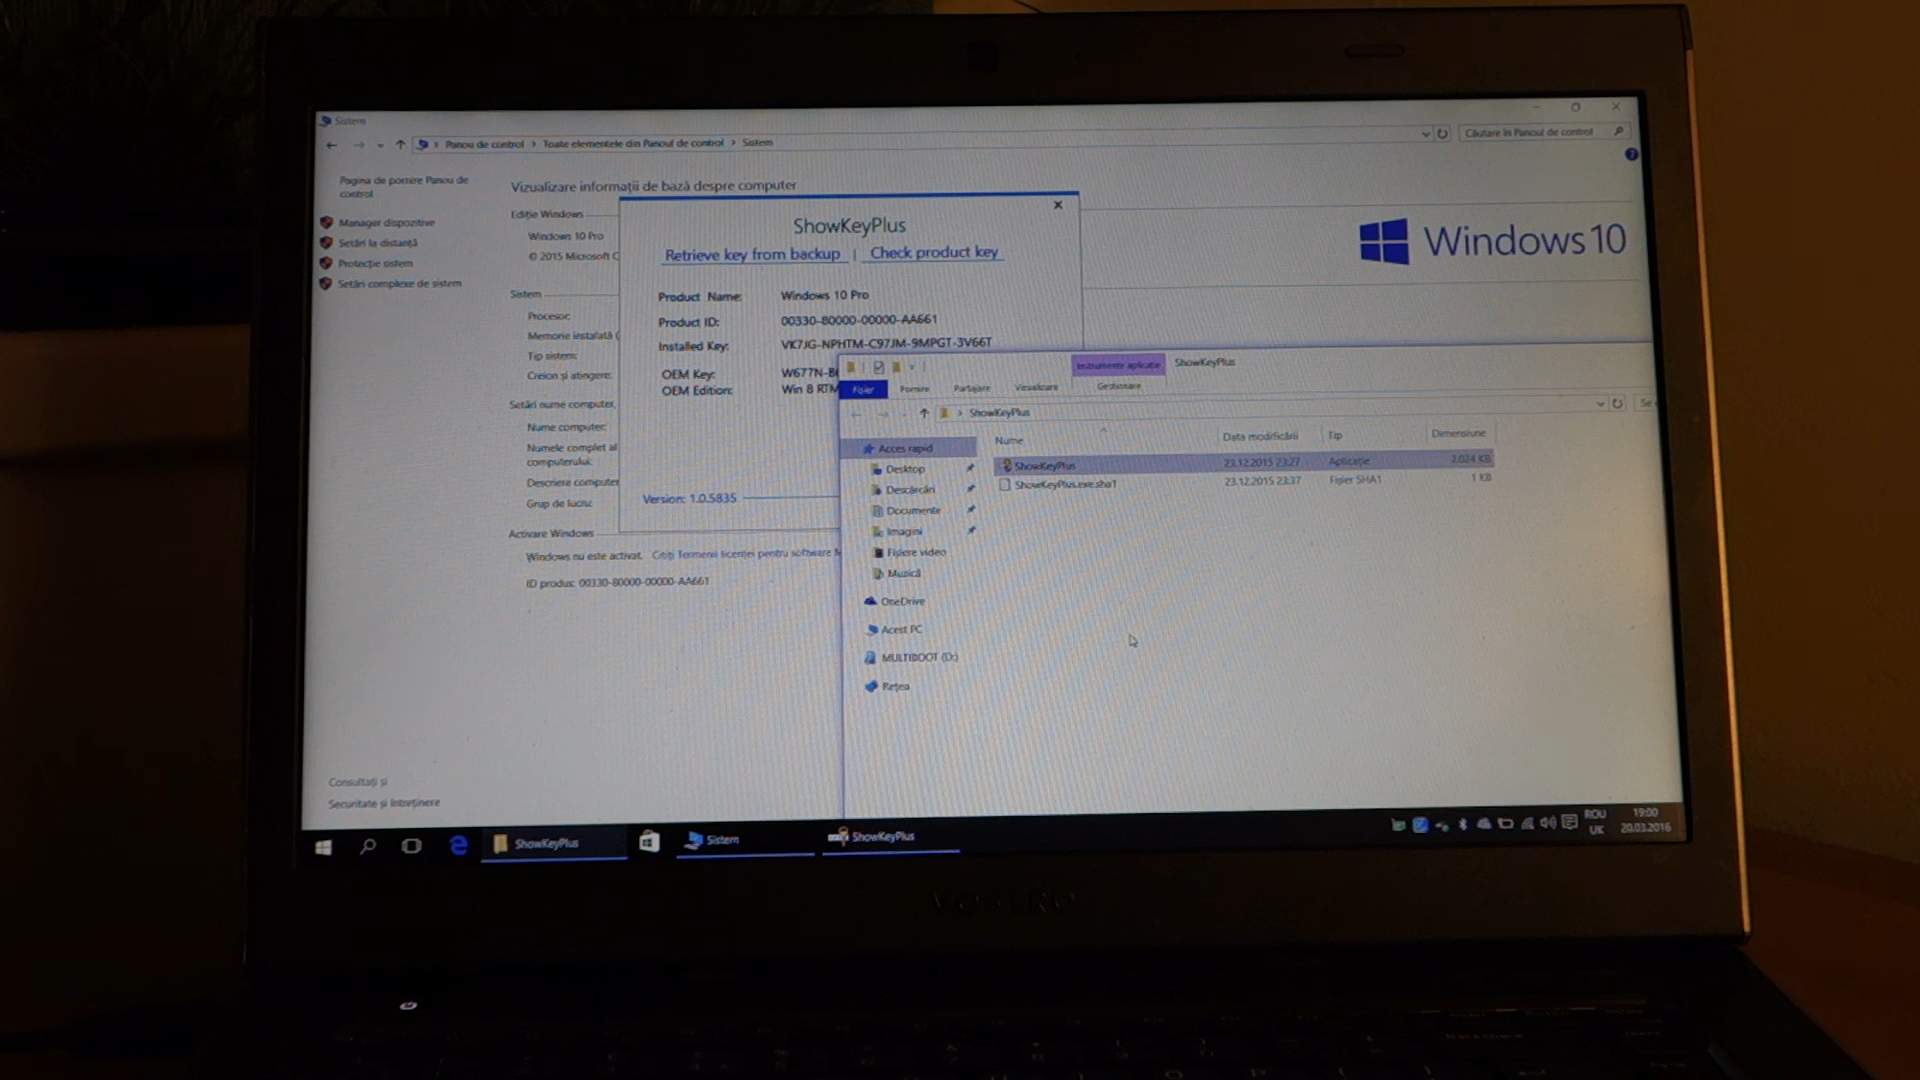 Sistem
Panou de control > Toate elementele din Panoul de control > Sistem
Căutare în Panoul de control
Pagina de pornire Panou de control
Manager dispozitive
Setări la distanță
Protecție sistem
Setări complexe de sistem
Consultați și
Securitate și întreținere
Vizualizare informații de bază despre computer
Ediție Windows
Windows 10 Pro
© 2015 Microsoft C
Sistem
Procesor:
Memorie instalată (
Tip sistem:
Creion și atingere:
Setări nume computer,
Nume computer:
Numele complet al
computerului:
Descriere computer
Grup de lucru:
Activare Windows
Windows nu este activat. Citiți Termenii licenței pentru software M
ID produs: 00330-80000-00000-AA661
Windows 10
ShowKeyPlus
Retrieve key from backup | Check product key
Product Name: Windows 10 Pro
Product ID: 00330-80000-00000-AA661
Installed Key: VK7JG-NPHTM-C97JM-9MPGT-3V66T
OEM Key: W677N-B
OEM Edition: Win 8 RTM
Version: 1.0.5835
Instrumente aplicație
ShowKeyPlus
Fișier Pornire Partajare Vizualizare Gestionare
> ShowKeyPlus
Se
Nume Data modificării Tip Dimensiune
ShowKeyPlus 23.12.2015 23:27 Aplicație 2.024 KB
ShowKeyPlus.exe.sha1 23.12.2015 23:37 Fișier SHA1 1 KB
Acces rapid
Desktop
Descărcări
Documente
Imagini
Fișiere video
Muzică
OneDrive
Acest PC
MULTIBOOT (D:)
Rețea
ShowKeyPlus
Sistem
ShowKeyPlus
ROU
UK
19:00
20.03.2016
VOSTRO